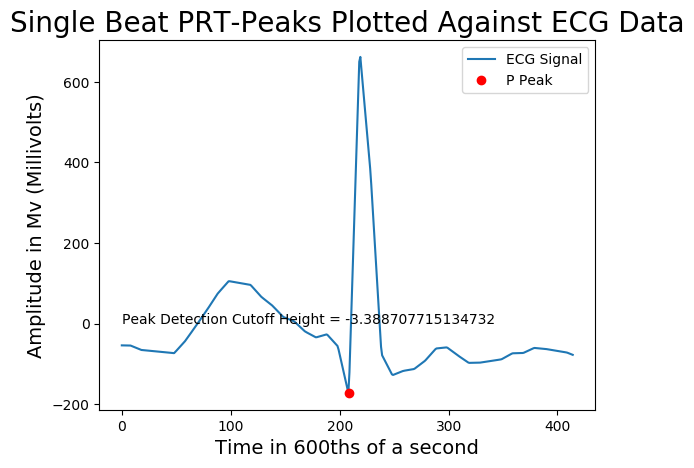 Single Beat PRT-Peaks Plotted Against ECG Data
ECG Signal
P Peak
Amplitude in Mv (Millivolts)
600
400
200
0
−200
Peak Detection Cutoff Height = -3.388707715134732
0 100 200 300 400
Time in 600ths of a second